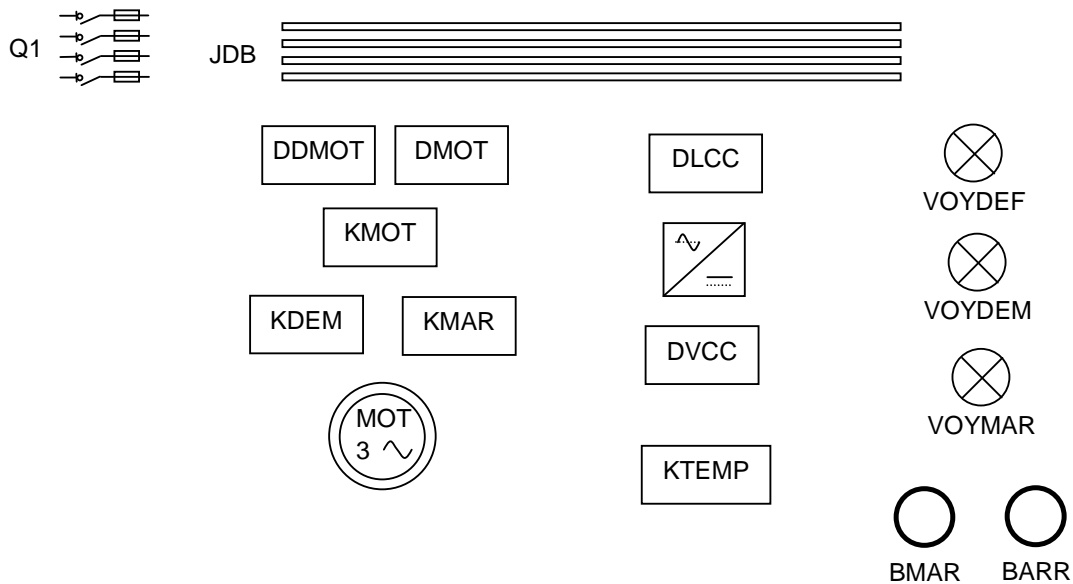 Q1
JDB
DDMOT
DMOT
DLCC
VOYDEF
KMOT
VOYDEM
KDEM
KMAR
DVCC
VOYMAR
MOT
3
KTEMP
BMAR
BARR